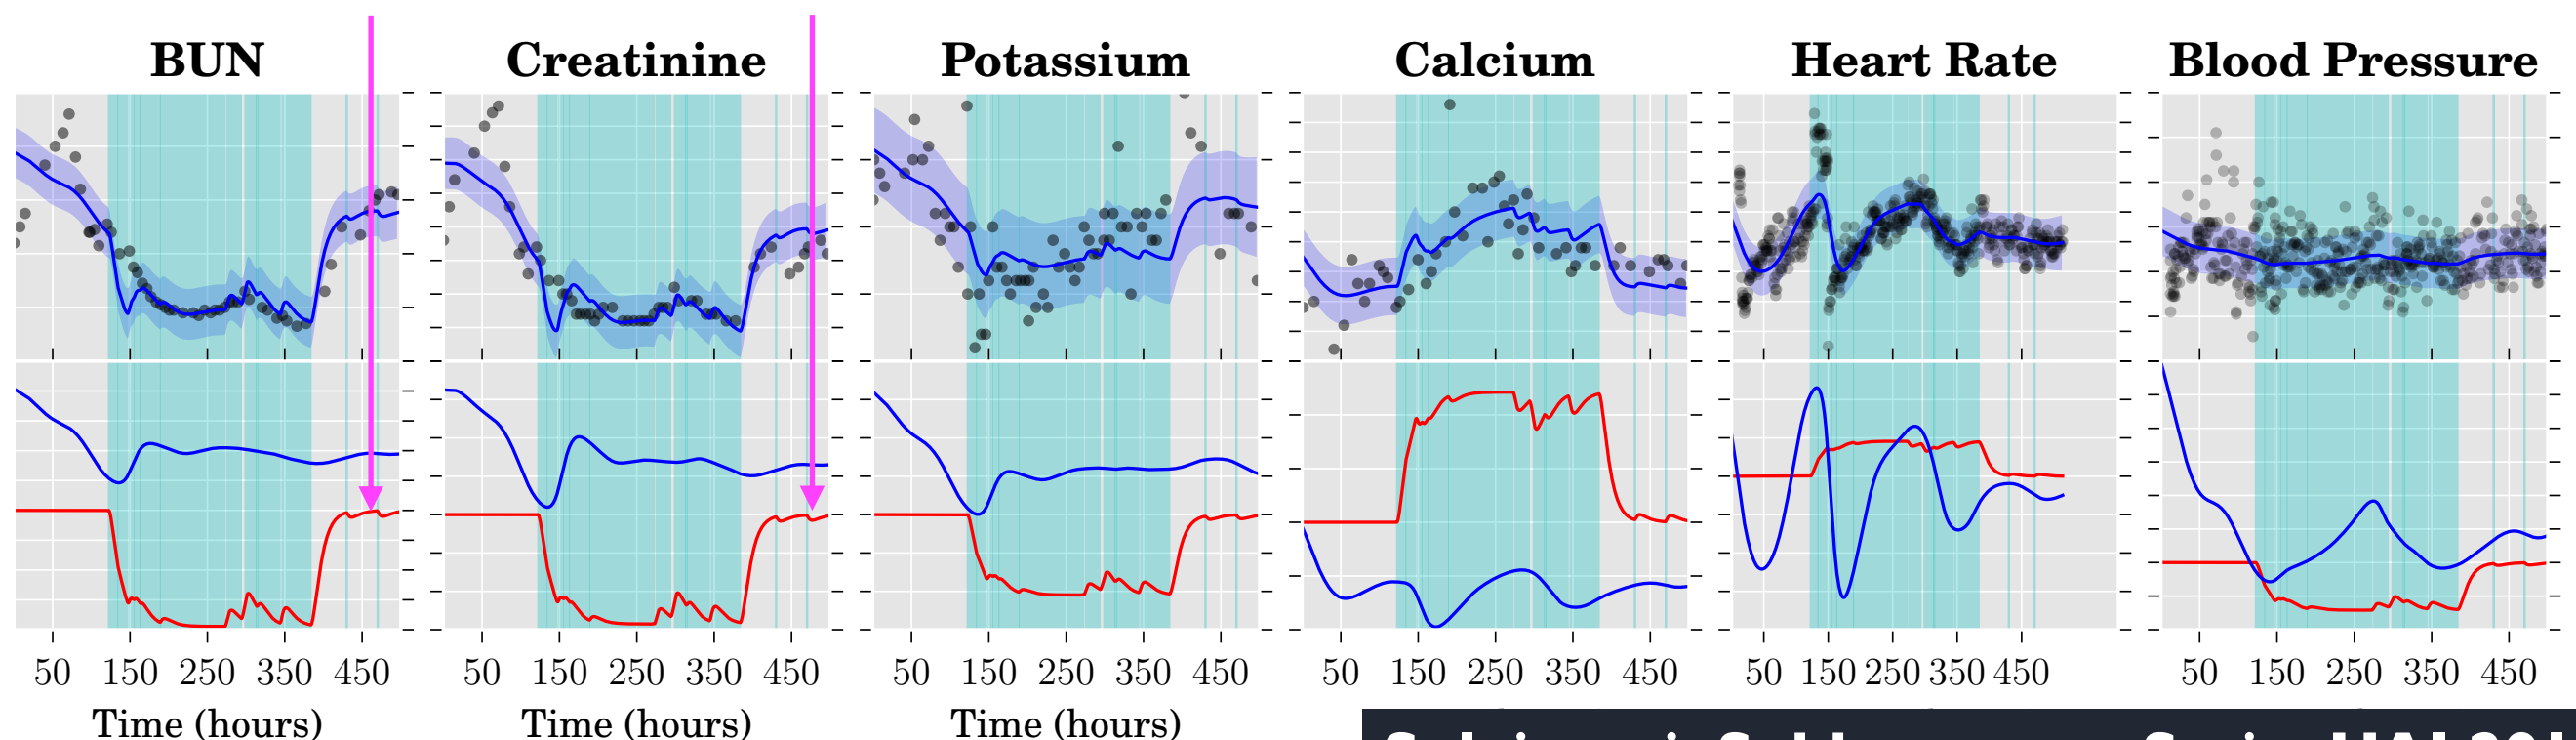 BUN Creatinine Potassium Calcium Heart Rate Blood Pressure
50 150 250 350 450 50 150 250 350 450 50 150 250 350 450 50 150 250 350 450 50 150 250 350 450 50 150 250 350 450
Time (hours) Time (hours) Time (hours)